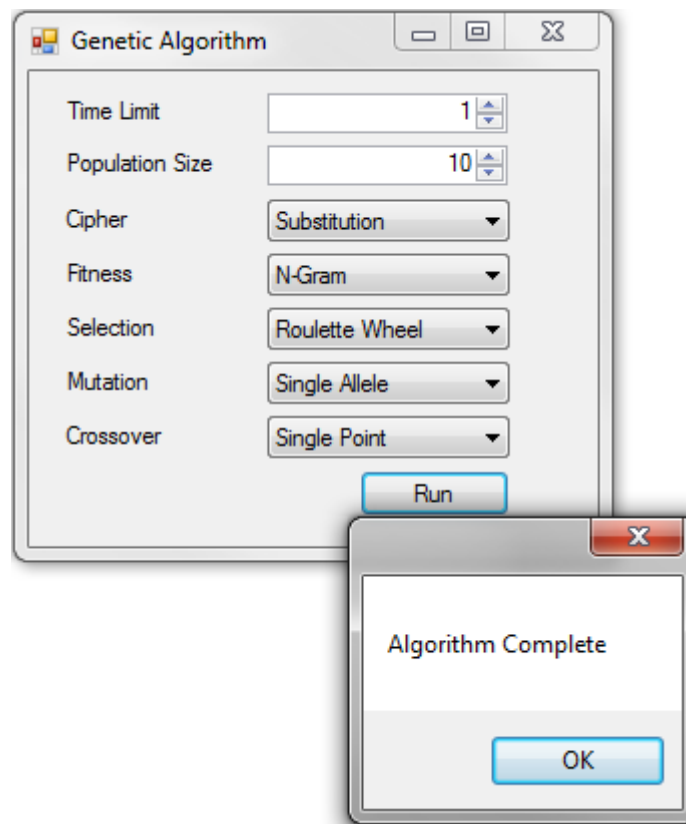 Genetic Algorithm
Time Limit 1
Population Size 10
Cipher Substitution
Fitness N-Gram
Selection Roulette Wheel
Mutation Single Allele
Crossover Single Point
Run
Algorithm Complete
OK